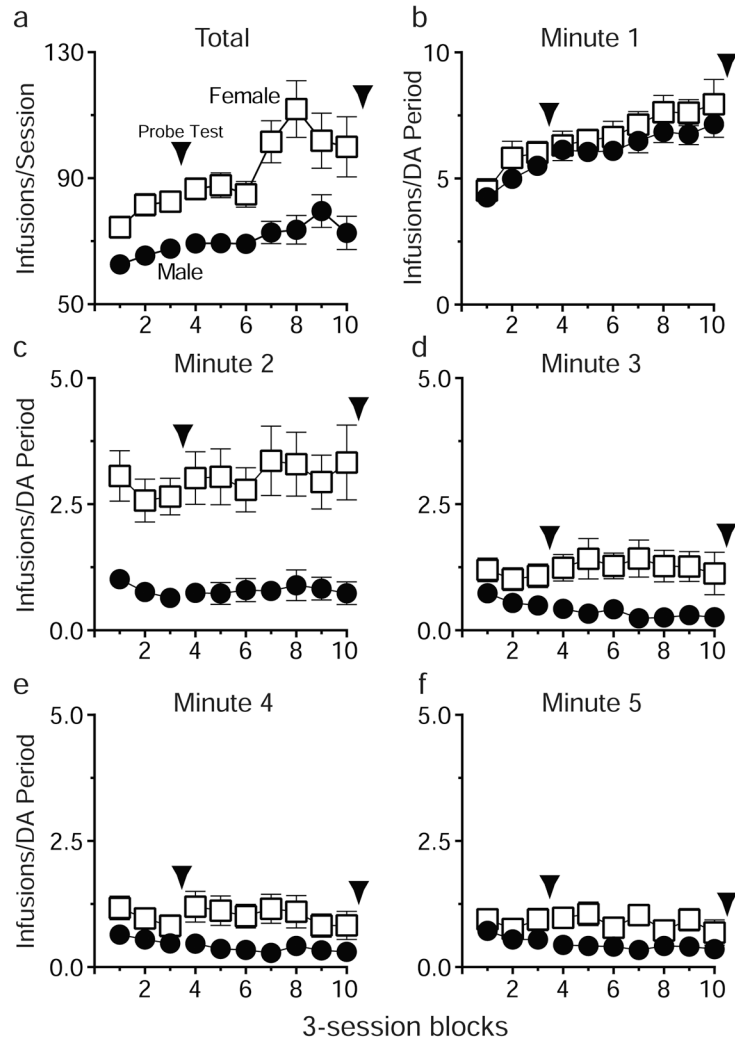 a
Total
130
90
50
Infusions/Session
Probe Test
Female
Male
2 4 6 8 10
b
Minute 1
10
5
0
Infusions/DA Period
2 4 6 8 10
c
Minute 2
5.0
2.5
0.0
Infusions/DA Period
2 4 6 8 10
d
Minute 3
5.0
2.5
0.0
2 4 6 8 10
e
Minute 4
5.0
2.5
0.0
Infusions/DA Period
2 4 6 8 10
f
Minute 5
5.0
2.5
0.0
2 4 6 8 10
3-session blocks